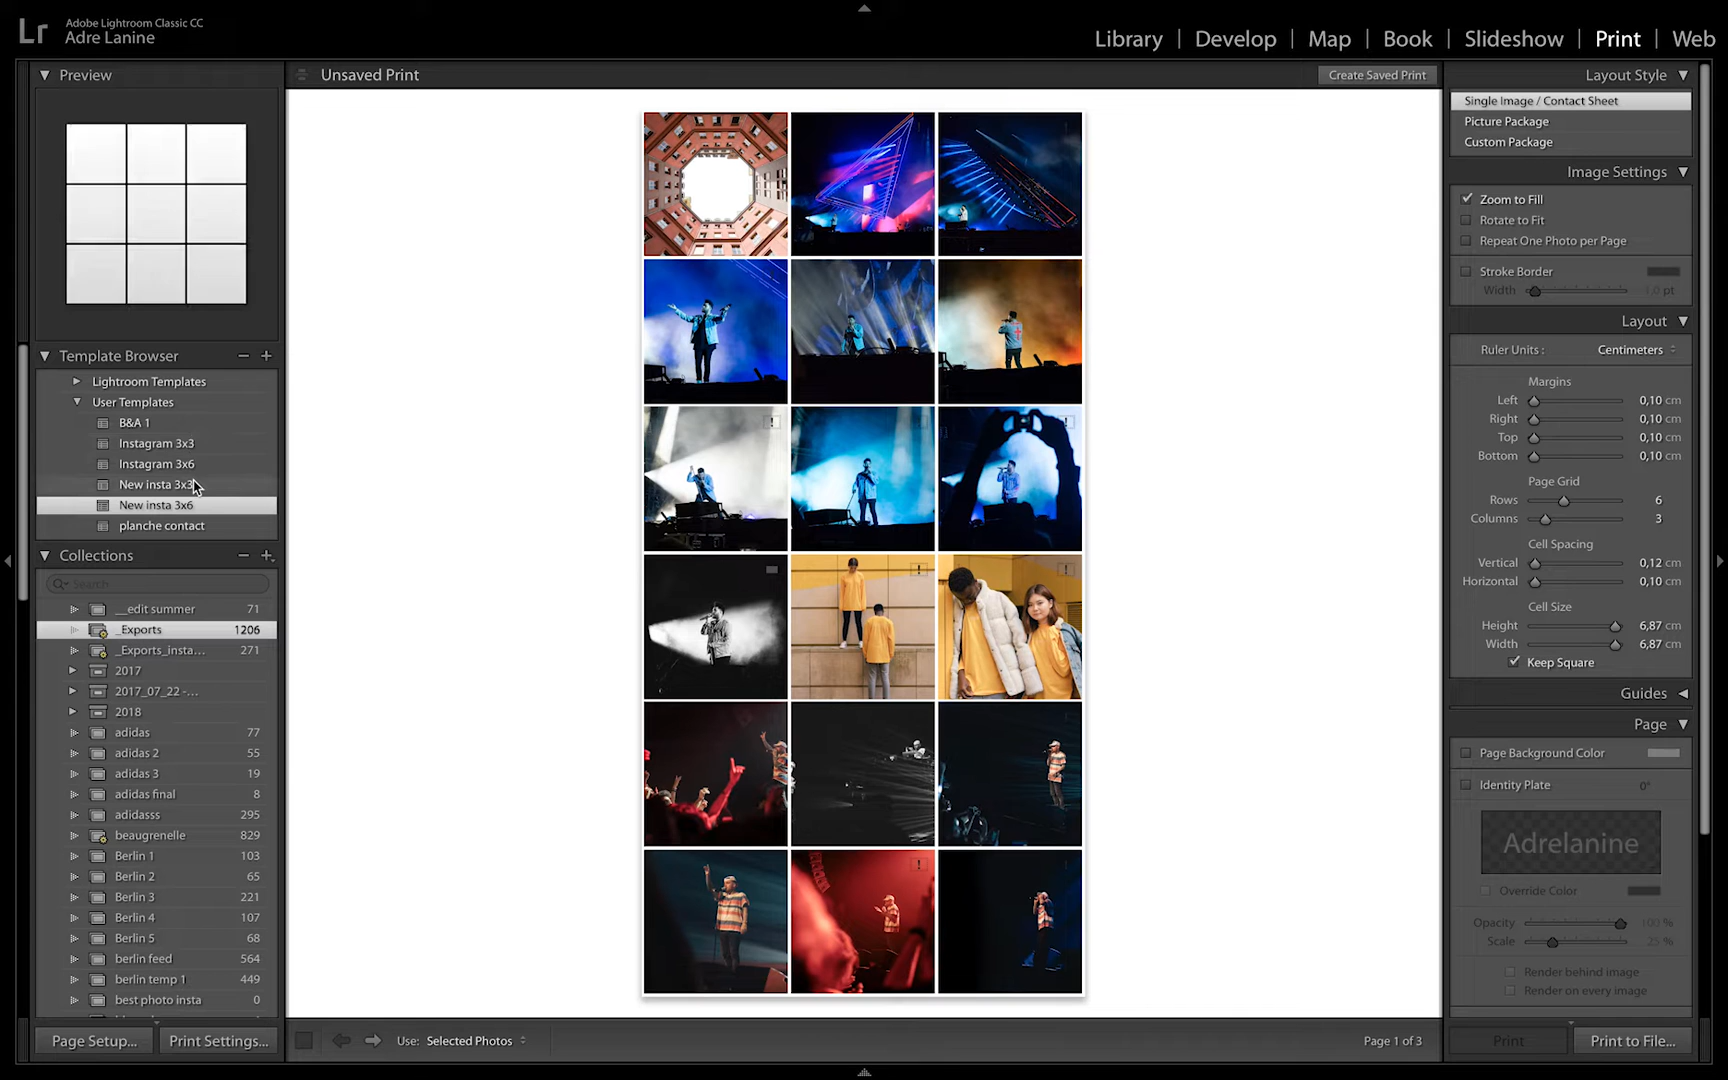 Lr
Adobe Lightroom Classic CC
Adre Lanine
Library | Develop | Map | Book | Slideshow | Print | Web
Preview
Template Browser
Lightroom Templates
User Templates
B&A 1
Instagram 3x3
Instagram 3x6
New insta 3x3
New insta 3x6
planche contact
Collections
Search
__edit summer 71
_Exports 1206
_Exports_insta... 271
2017
2017_07_22 -...
2018
adidas 77
adidas 2 55
adidas 3 19
adidas final 8
adidasss 295
beaugrenelle 829
Berlin 1 103
Berlin 2 65
Berlin 3 221
Berlin 4 107
Berlin 5 68
berlin feed 564
berlin temp 1 449
best photo insta 0
Page Setup...
Print Settings...
Unsaved Print
Create Saved Print
Use: Selected Photos
Page 1 of 3
Layout Style
Single Image / Contact Sheet
Picture Package
Custom Package
Image Settings
Zoom to Fill
Rotate to Fit
Repeat One Photo per Page
Stroke Border
Width 1,0 pt
Layout
Ruler Units : Centimeters
Margins
Left 0,10 cm
Right 0,10 cm
Top 0,10 cm
Bottom 0,10 cm
Page Grid
Rows 6
Columns 3
Cell Spacing
Vertical 0,12 cm
Horizontal 0,10 cm
Cell Size
Height 6,87 cm
Width 6,87 cm
Keep Square
Guides
Page
Page Background Color
Identity Plate 0°
Adrelanine
Override Color
Opacity 100 %
Scale 25 %
Render behind image
Render on every image
Print
Print to File...